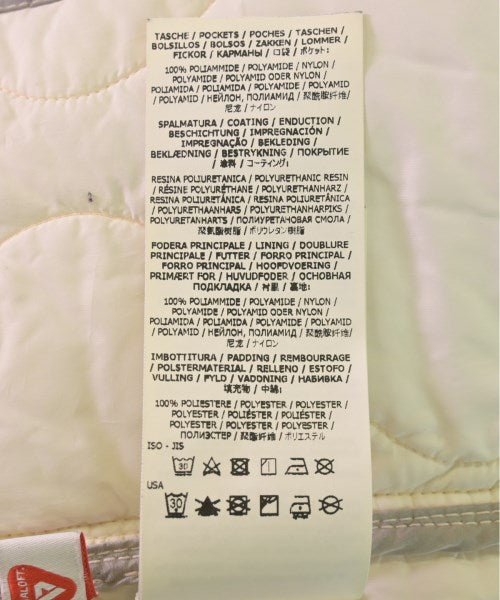 TASCHE / POCKETS / POCHES / TASCHEN /
BOLSILLOS / BOLSOS / ZAKKEN / LOMMER /
FICKOR / КАРМАНЫ / 口袋 / ポケット:
100% POLIAMMIDE / POLYAMIDE / NYLON /
POLYAMIDE / POLYAMID ODER NYLON /
POLIAMIDA / POLIAMIDA / POLYAMIDE / POLYAMID
/ POLYAMID / НЕЙЛОН, ПОЛИАМИД / 聚酰胺纤维/
尼龙 / ナイロン
SPALMATURA / COATING / ENDUCTION /
BESCHICHTUNG / IMPREGNACIÓN /
IMPREGNAÇÃO / BEKLEDING /
BEKLÆDNING / BESTRYKNING / ПОКРЫТИЕ
/ 涂料 / コーティング:
RESINA POLIURETANICA / POLYURETHANIC RESIN
/ RÉSINE POLYURÉTHANE / POLYURETHANHARZ /
RESINA POLIURETÁNICA / RESINA POLIURETÂNICA
/ POLYURETHAANHARS / POLYURETHANHARPIKS /
POLYURETANHARTS / ПОЛИУРЕТАНОВАЯ СМОЛА /
聚氨酯树脂 / ポリウレタン樹脂
FODERA PRINCIPALE / LINING / DOUBLURE
PRINCIPALE / FUTTER / FORRO PRINCIPAL /
FORRO PRINCIPAL / HOOFDVOERING /
PRIMÆRT FOR / HUVUDFODER / ОСНОВНАЯ
ПОДКЛАДКА / 衬里 / 裏地:
100% POLIAMMIDE / POLYAMIDE / NYLON /
POLYAMIDE / POLYAMID ODER NYLON /
POLIAMIDA / POLIAMIDA / POLYAMIDE / POLYAMID
/ POLYAMID / НЕЙЛОН, ПОЛИАМИД / 聚酰胺纤维/
尼龙 / ナイロン
IMBOTTITURA / PADDING / REMBOURRAGE
/ POLSTERMATERIAL / RELLENO / ESTOFO /
VULLING / FYLD / VADDNING / НАБИВКА /
填充物 / 中綿:
100% POLIESTERE / POLYESTER / POLYESTER /
POLYESTER / POLIÉSTER / POLIÉSTER /
POLYESTER / POLYESTER / POLYESTER
/ ПОЛИЭСТЕР / 聚酯纤维 / ポリエステル
ISO - JIS
30
USA
30
ALOFT.